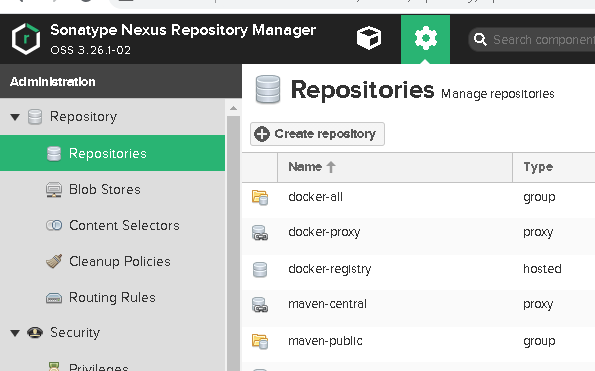 Sonatype Nexus Repository Manager
OSS 3.26.1-02
Search component
Administration
Repository
Repositories
Blob Stores
Content Selectors
Cleanup Policies
Routing Rules
Security
Privileges
Repositories Manage repositories
Create repository
Name Type
docker-all group
docker-proxy proxy
docker-registry hosted
maven-central proxy
maven-public group